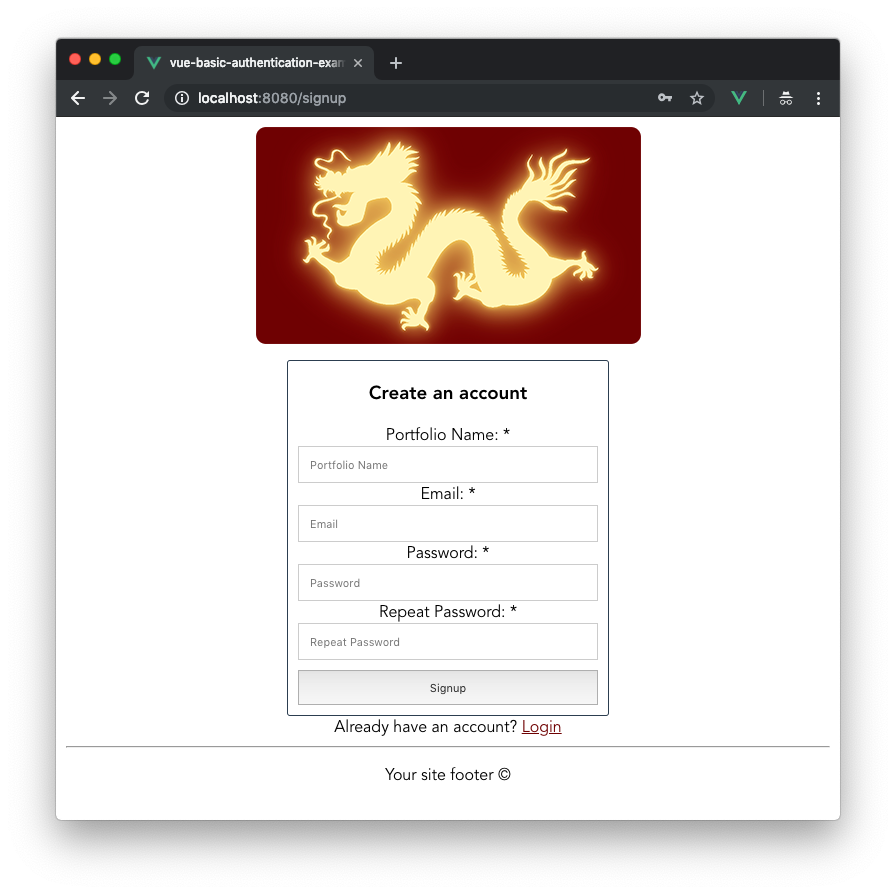 vue-basic-authentication-exam
localhost:8080/signup
Create an account
Portfolio Name: *
Portfolio Name
Email: *
Email
Password: *
Password
Repeat Password: *
Repeat Password
Signup
Already have an account? Login
Your site footer ©